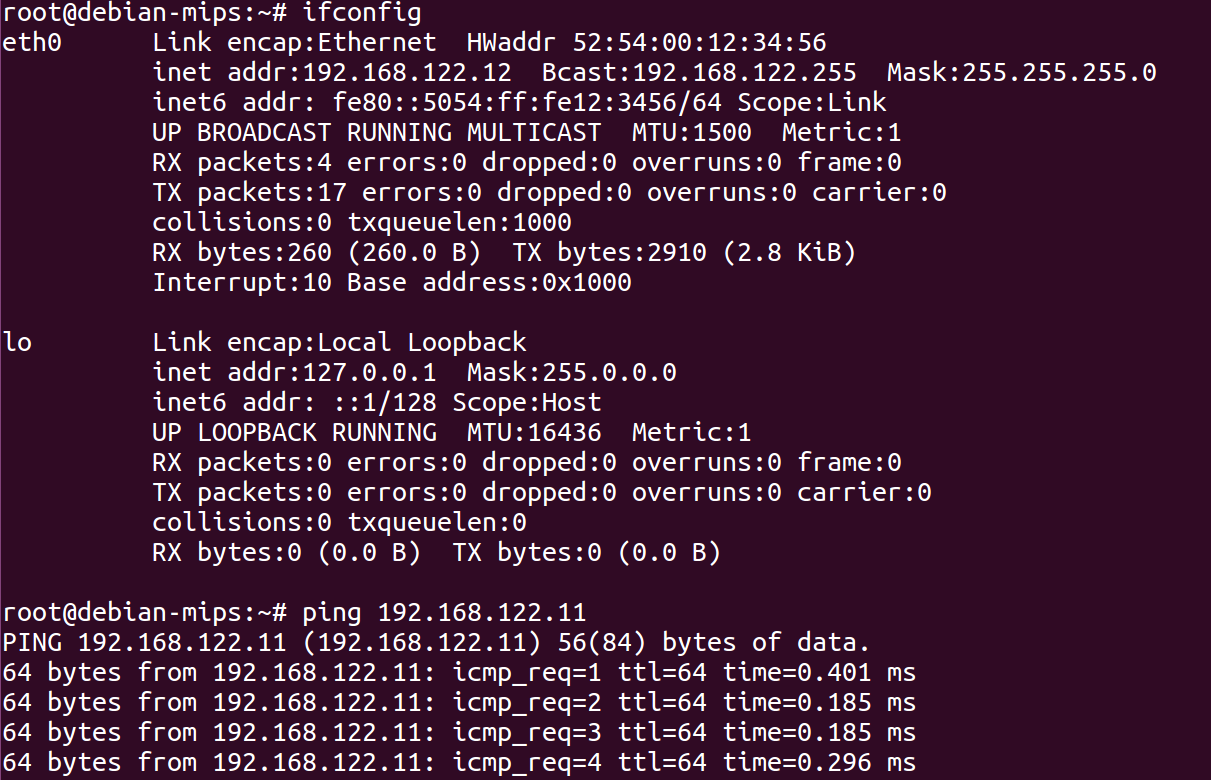 root@debian-mips:~# ifconfig
eth0      Link encap:Ethernet  HWaddr 52:54:00:12:34:56
          inet addr:192.168.122.12  Bcast:192.168.122.255  Mask:255.255.255.0
          inet6 addr: fe80::5054:ff:fe12:3456/64 Scope:Link
          UP BROADCAST RUNNING MULTICAST  MTU:1500  Metric:1
          RX packets:4 errors:0 dropped:0 overruns:0 frame:0
          TX packets:17 errors:0 dropped:0 overruns:0 carrier:0
          collisions:0 txqueuelen:1000
          RX bytes:260 (260.0 B)  TX bytes:2910 (2.8 KiB)
          Interrupt:10 Base address:0x1000

lo        Link encap:Local Loopback
          inet addr:127.0.0.1  Mask:255.0.0.0
          inet6 addr: ::1/128 Scope:Host
          UP LOOPBACK RUNNING  MTU:16436  Metric:1
          RX packets:0 errors:0 dropped:0 overruns:0 frame:0
          TX packets:0 errors:0 dropped:0 overruns:0 carrier:0
          collisions:0 txqueuelen:0
          RX bytes:0 (0.0 B)  TX bytes:0 (0.0 B)

root@debian-mips:~# ping 192.168.122.11
PING 192.168.122.11 (192.168.122.11) 56(84) bytes of data.
64 bytes from 192.168.122.11: icmp_req=1 ttl=64 time=0.401 ms
64 bytes from 192.168.122.11: icmp_req=2 ttl=64 time=0.185 ms
64 bytes from 192.168.122.11: icmp_req=3 ttl=64 time=0.185 ms
64 bytes from 192.168.122.11: icmp_req=4 ttl=64 time=0.296 ms